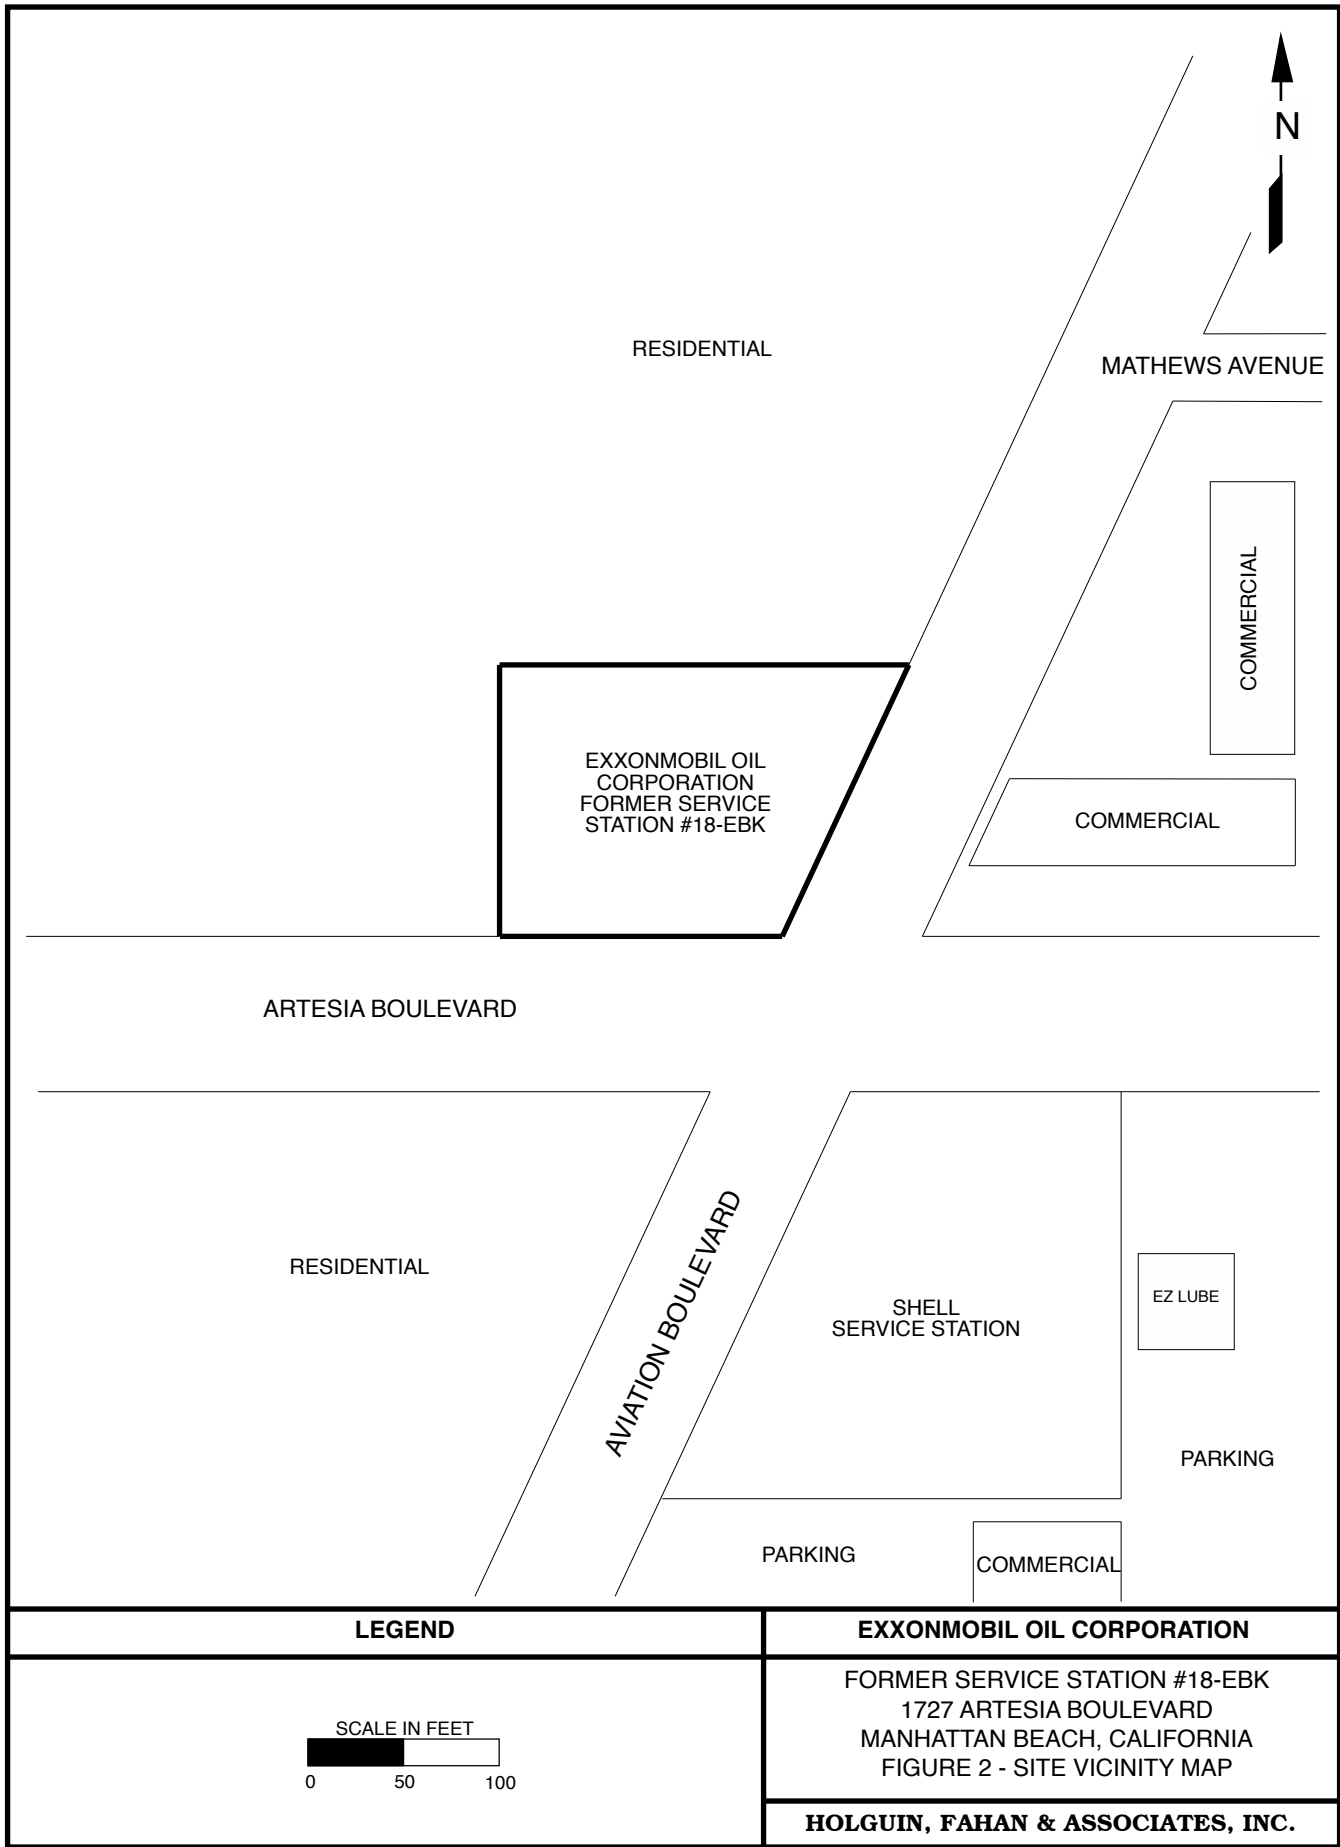 N
RESIDENTIAL
MATHEWS AVENUE
COMMERCIAL
EXXONMOBIL OIL
CORPORATION
FORMER SERVICE
STATION #18-EBK
COMMERCIAL
ARTESIA BOULEVARD
AVIATION BOULEVARD
RESIDENTIAL
SHELL
SERVICE STATION
EZ LUBE
PARKING
PARKING
COMMERCIAL
LEGEND
SCALE IN FEET
0 50 100
EXXONMOBIL OIL CORPORATION
FORMER SERVICE STATION #18-EBK
1727 ARTESIA BOULEVARD
MANHATTAN BEACH, CALIFORNIA
FIGURE 2 - SITE VICINITY MAP
HOLGUIN, FAHAN & ASSOCIATES, INC.